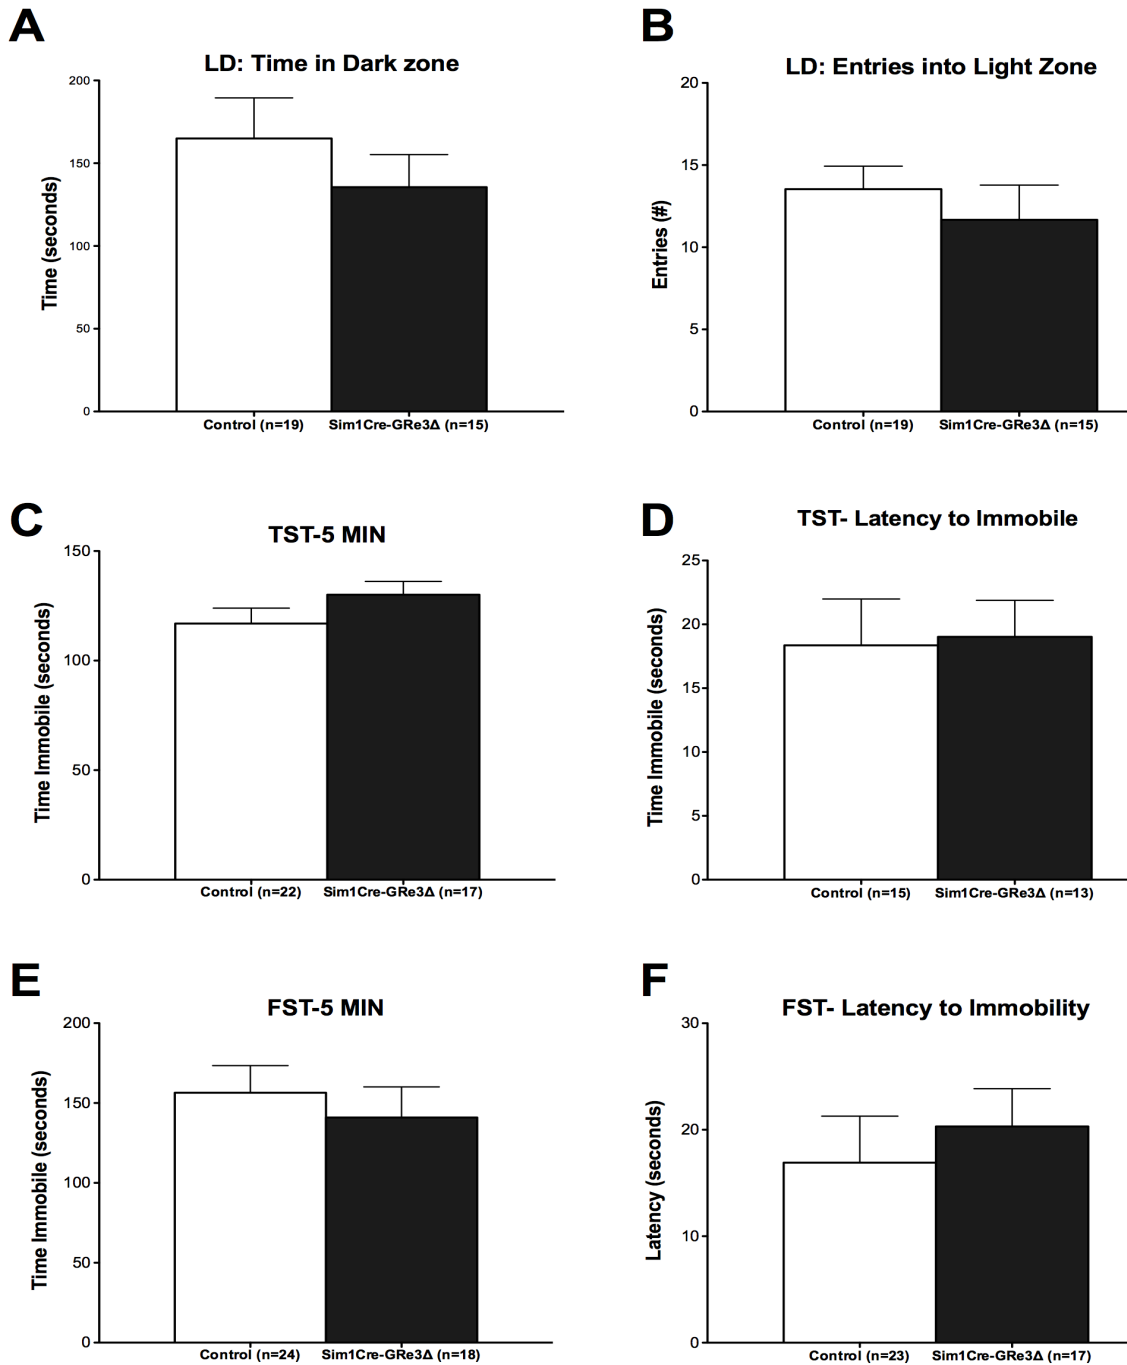 A
LD: Time in Dark zone
Time (seconds)
200
150
100
50
0
Control (n=19)
Sim1Cre-GRe3Δ (n=15)
B
LD: Entries into Light Zone
Entries (#)
20
15
10
5
0
Control (n=19)
Sim1Cre-GRe3Δ (n=15)
C
TST-5 MIN
Time Immobile (seconds)
150
100
50
0
Control (n=22)
Sim1Cre-GRe3Δ (n=17)
D
TST- Latency to Immobile
Time Immobile (seconds)
25
20
15
10
5
0
Control (n=15)
Sim1Cre-GRe3Δ (n=13)
E
FST-5 MIN
Time Immobile (seconds)
200
150
100
50
0
Control (n=24)
Sim1Cre-GRe3Δ (n=18)
F
FST- Latency to Immobility
Latency (seconds)
30
20
10
0
Control (n=23)
Sim1Cre-GRe3Δ (n=17)